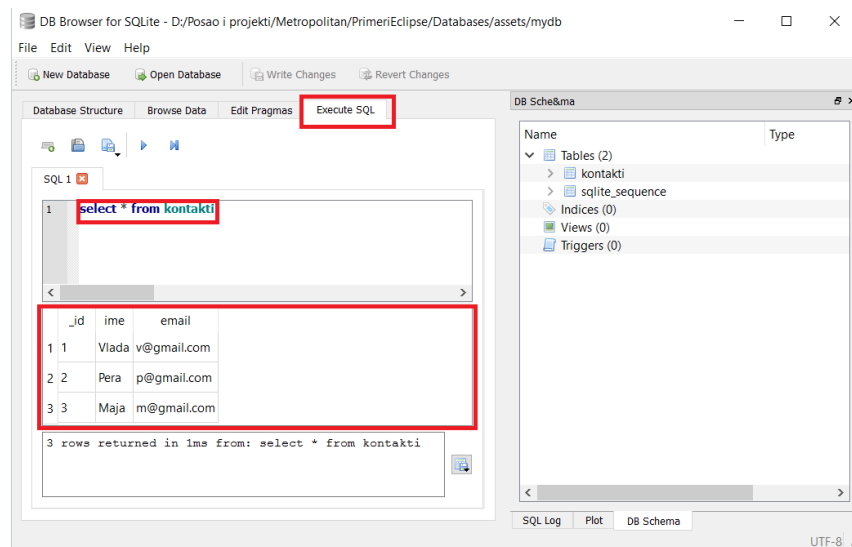 DB Browser for SQLite - D:/Posao i projekti/Metropolitan/PrimeriEclipse/Databases/assets/mydb
File Edit View Help
New Database Open Database Write Changes Revert Changes
Database Structure Browse Data Edit Pragmas Execute SQL
SQL 1
1 select * from kontakti
_id ime email
1 1 Vlada v@gmail.com
2 2 Pera p@gmail.com
3 3 Maja m@gmail.com
3 rows returned in 1ms from: select * from kontakti
DB Sche&ma
Name Type
Tables (2)
kontakti
sqlite_sequence
Indices (0)
Views (0)
Triggers (0)
SQL Log Plot DB Schema
UTF-8